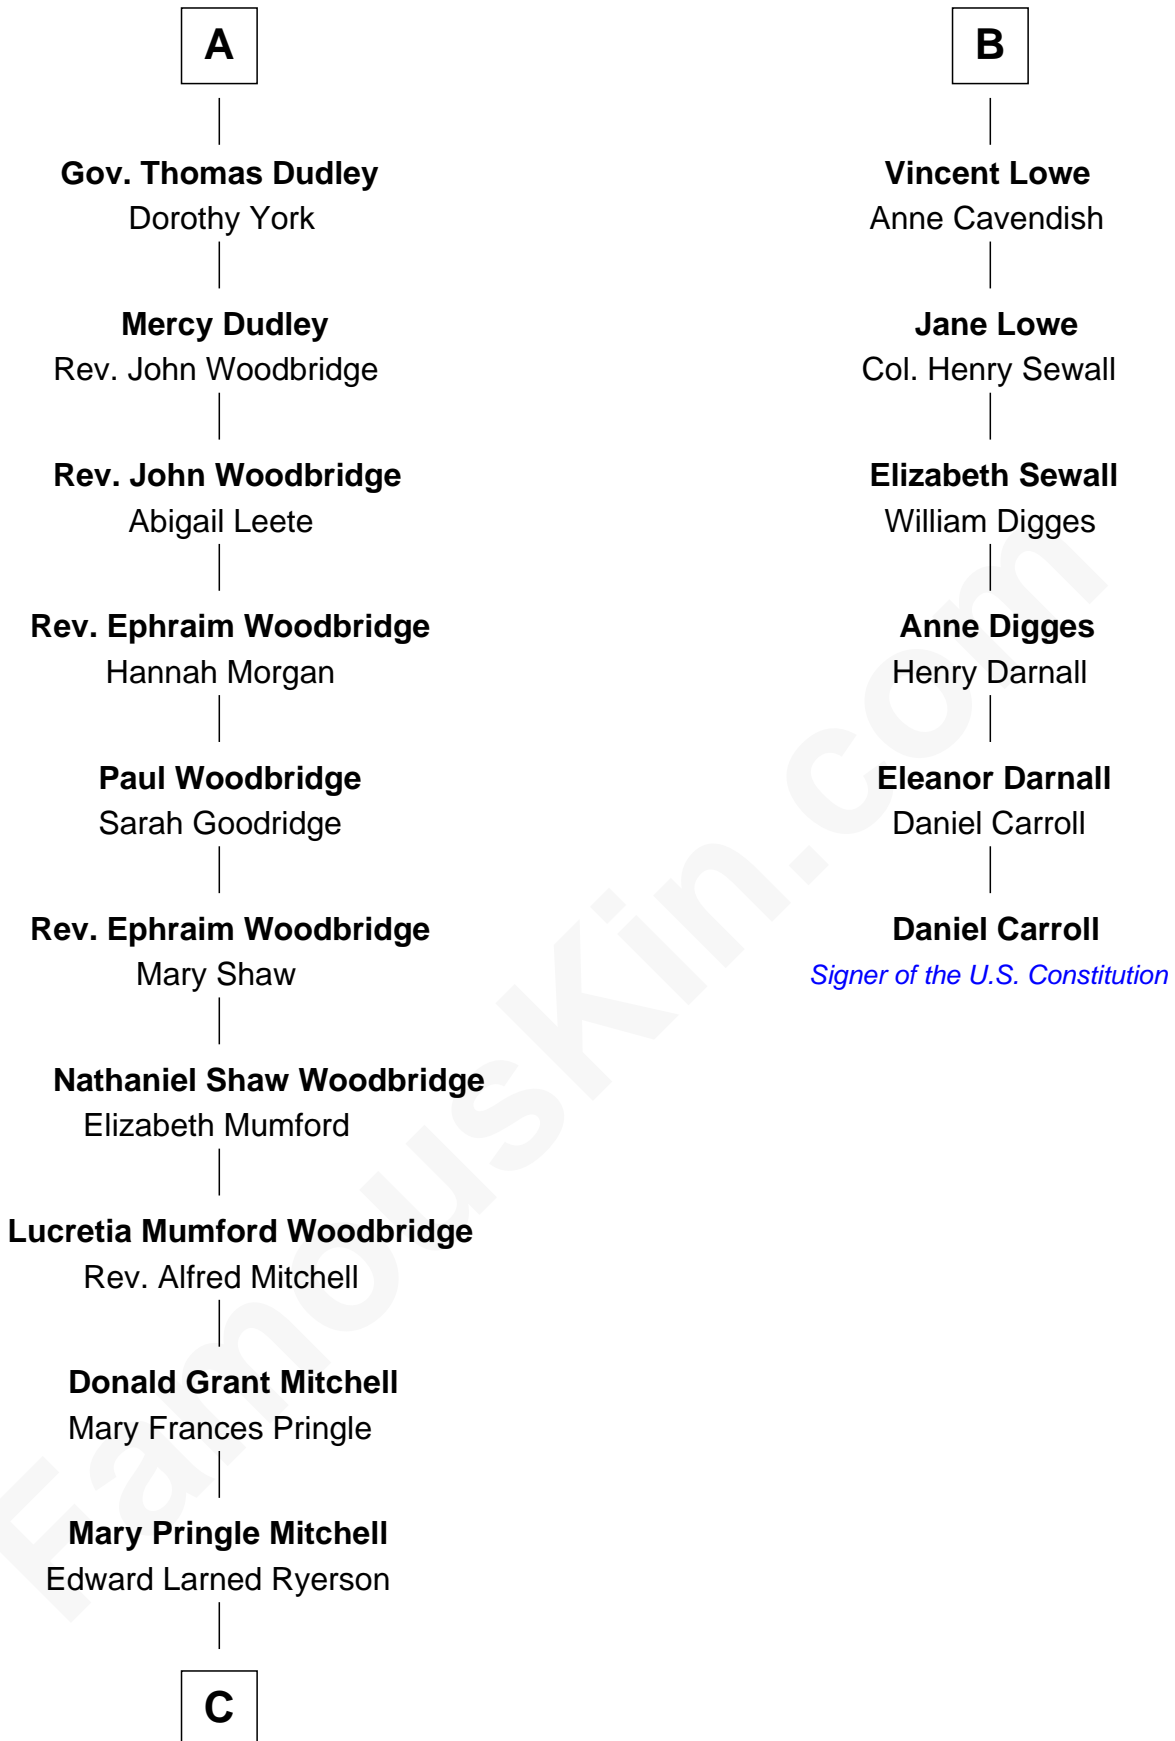 A
Gov. Thomas Dudley
Dorothy York
Mercy Dudley
Rev. John Woodbridge
Rev. John Woodbridge
Abigail Leete
Rev. Ephraim Woodbridge
Hannah Morgan
Paul Woodbridge
Sarah Goodridge
Rev. Ephraim Woodbridge
Mary Shaw
Nathaniel Shaw Woodbridge
Elizabeth Mumford
Lucretia Mumford Woodbridge
Rev. Alfred Mitchell
Donald Grant Mitchell
Mary Frances Pringle
Mary Pringle Mitchell
Edward Larned Ryerson
C
B
Vincent Lowe
Anne Cavendish
Jane Lowe
Col. Henry Sewall
Elizabeth Sewall
William Digges
Anne Digges
Henry Darnall
Eleanor Darnall
Daniel Carroll
Daniel Carroll
Signer of the U.S. Constitution
FamousKin.com